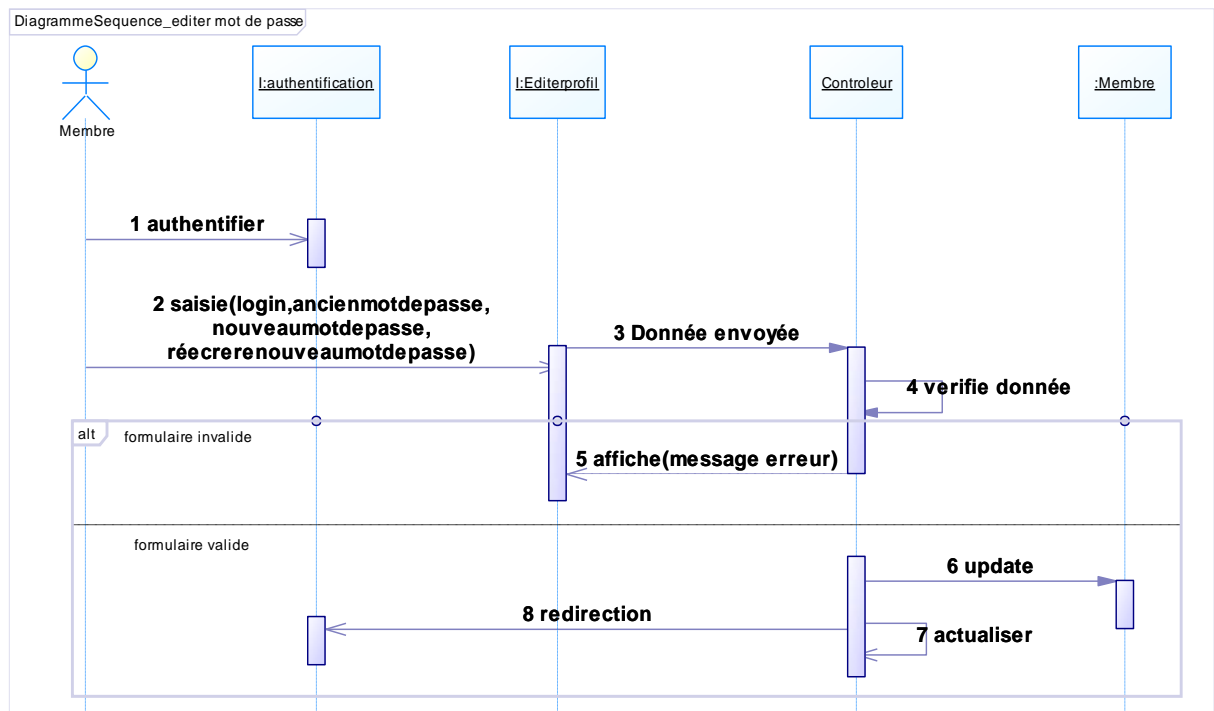 DiagrammeSequence_editer mot de passe
Membre
I:authentification
I:Editerprofil
Controleur
:Membre
1 authentifier
2 saisie(login,ancienmotdepasse,
nouveaumotdepasse,
réecrerenouveaumotdepasse)
3 Donnée envoyée
4 verifie donnée
alt
formulaire invalide
5 affiche(message erreur)
formulaire valide
6 update
8 redirection
7 actualiser